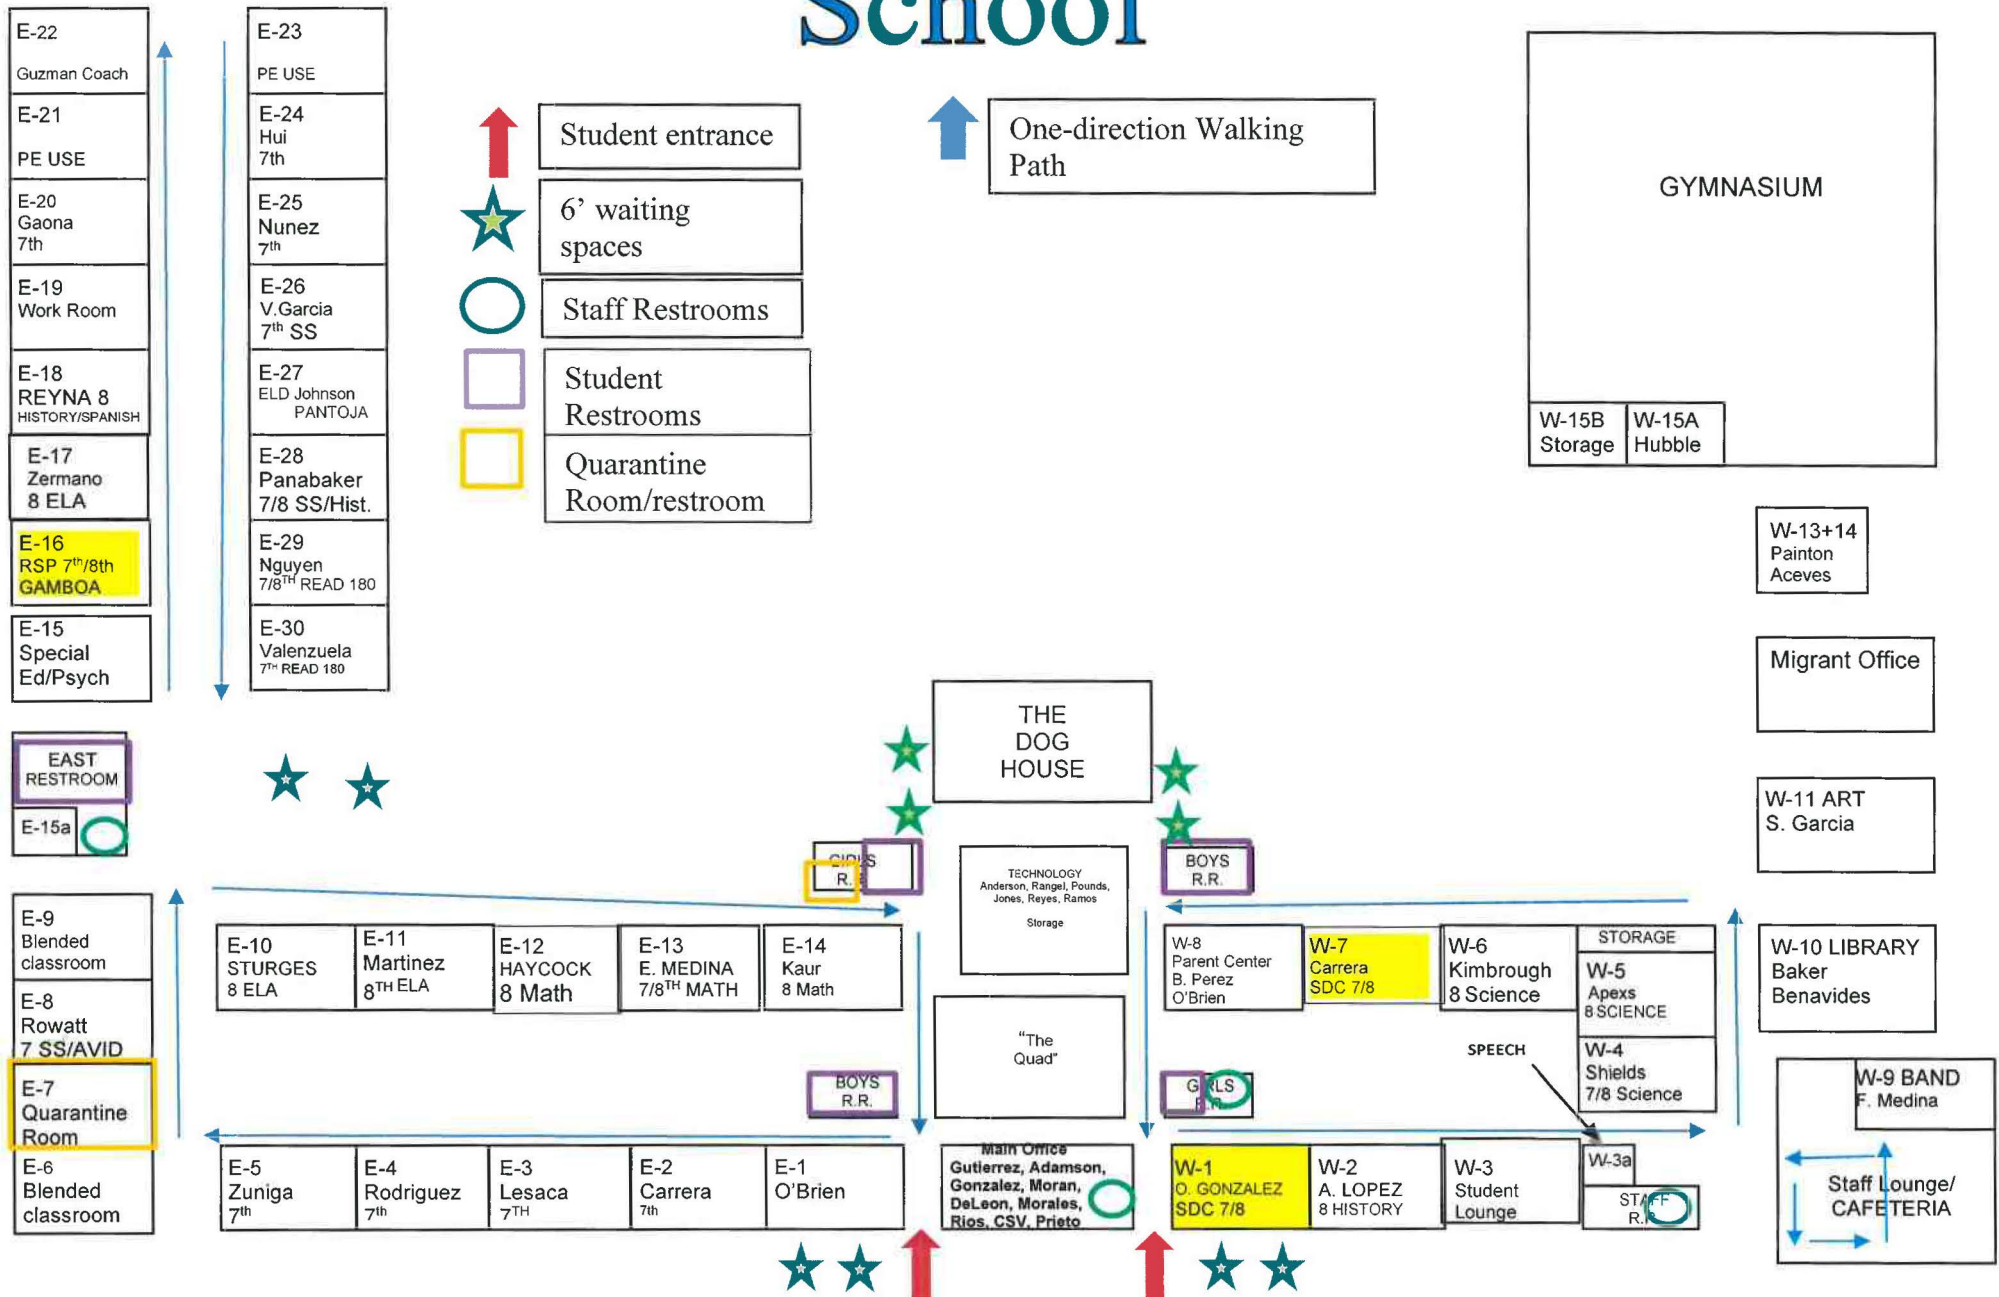 School
E-22
Guzman Coach
E-21
PE USE
E-20
Gaona
7th
E-19
Work Room
E-18
REYNA 8
HISTORY/SPANISH
E-17
Zermano
8 ELA
E-16
RSP 7th/8th
GAMBOA
E-15
Special
Ed/Psych
EAST
RESTROOM
E-15a
E-9
Blended
classroom
E-8
Rowatt
7 SS/AVID
E-7
Quarantine
Room
E-6
Blended
classroom
E-23
PE USE
E-24
Hui
7th
E-25
Nunez
7th
E-26
V.Garcia
7th SS
E-27
ELD Johnson
PANTOJA
E-28
Panabaker
7/8 SS/Hist.
E-29
Nguyen
7/8TH READ 180
E-30
Valenzuela
7TH READ 180
Student entrance
6' waiting
spaces
Staff Restrooms
Student
Restrooms
Quarantine
Room/restroom
One-direction Walking
Path
GYMNASIUM
W-15B
Storage
W-15A
Hubble
W-13+14
Painton
Aceves
Migrant Office
W-11 ART
S. Garcia
W-10 LIBRARY
Baker
Benavides
W-9 BAND
F. Medina
Staff Lounge/
CAFETERIA
THE
DOG
HOUSE
GIRLS
R.
TECHNOLOGY
Anderson, Rangel, Pounds,
Jones, Reyes, Ramos
Storage
BOYS
R.R.
E-10
STURGES
8 ELA
E-11
Martinez
8TH ELA
E-12
HAYCOCK
8 Math
E-13
E. MEDINA
7/8TH MATH
E-14
Kaur
8 Math
"The
Quad"
W-8
Parent Center
B. Perez
O'Brien
W-7
Carrera
SDC 7/8
W-6
Kimbrough
8 Science
STORAGE
W-5
Apexs
8 SCIENCE
W-4
Shields
7/8 Science
SPEECH
BOYS
R.R.
GIRLS
R.R.
E-5
Zuniga
7th
E-4
Rodriguez
7th
E-3
Lesaca
7TH
E-2
Carrera
7th
E-1
O'Brien
Main Office
Gutierrez, Adamson,
Gonzalez, Moran,
DeLeon, Morales,
Rios, CSV, Prieto
W-1
O. GONZALEZ
SDC 7/8
W-2
A. LOPEZ
8 HISTORY
W-3
Student
Lounge
W-3a
STAFF
R.R